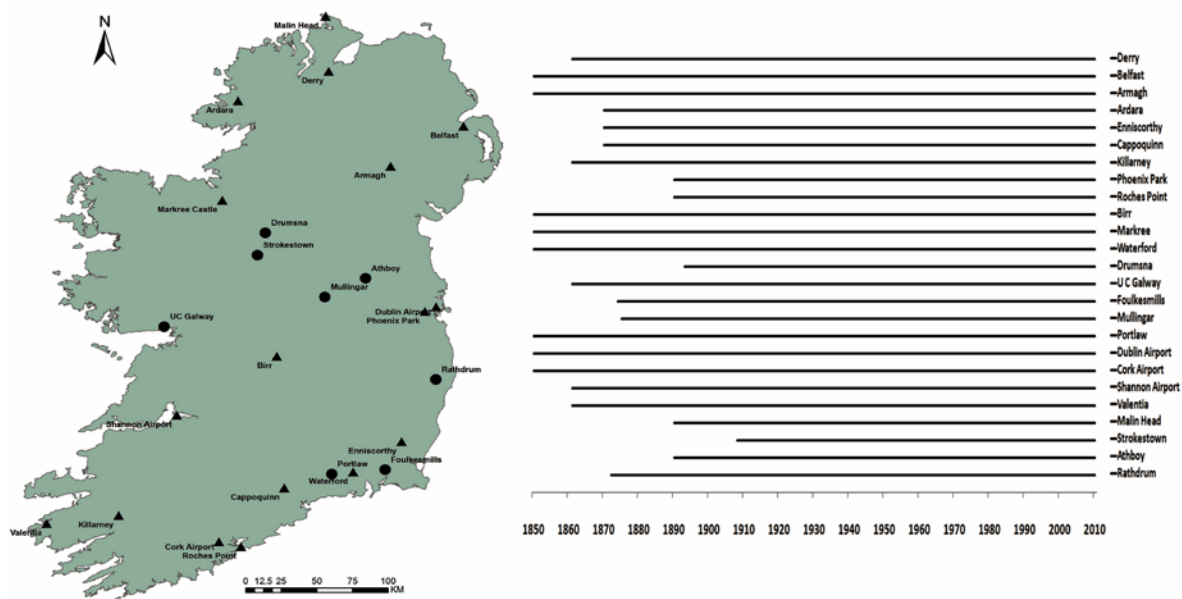 N
Malin Head
Derry
Ardara
Belfast
Armagh
Markree Castle
Drumsna
Strokestown
Athboy
Mullingar
Dublin Airport
Phoenix Park
UC Galway
Birr
Rathdrum
Shannon Airport
Enniscorthy
Foulkesmills
Portlaw
Waterford
Cappoquinn
Killarney
Valentia
Cork Airport
Roches Point
0 12.5 25 50 75 100
KM
Derry
Belfast
Armagh
Ardara
Enniscorthy
Cappoquinn
Killarney
Phoenix Park
Roches Point
Birr
Markree
Waterford
Drumsna
U C Galway
Foulkesmills
Mullingar
Portlaw
Dublin Airport
Cork Airport
Shannon Airport
Valentia
Malin Head
Strokestown
Athboy
Rathdrum
1850 1860 1870 1880 1890 1900 1910 1920 1930 1940 1950 1960 1970 1980 1990 2000 2010